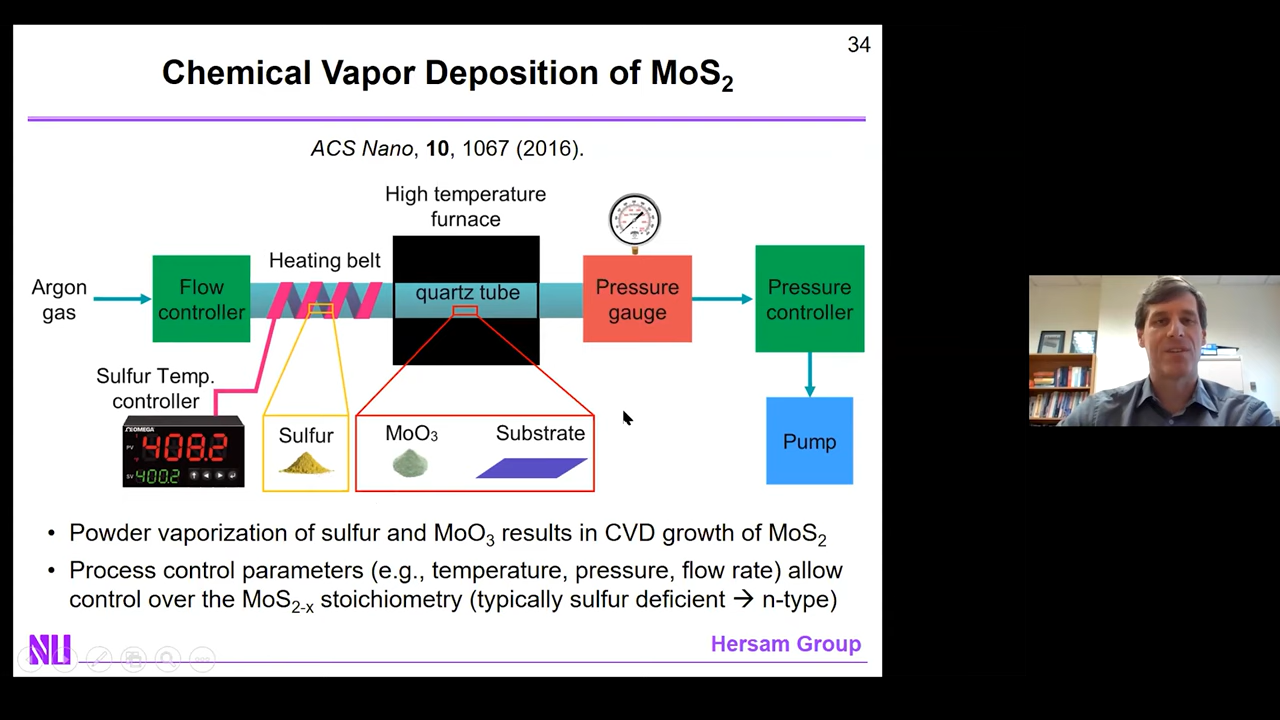 34
Chemical Vapor Deposition of MoS₂
ACS Nano, 10, 1067 (2016).
High temperature
furnace
Heating belt
Argon
gas
Flow
controller
quartz tube
Pressure
gauge
Pressure
controller
Sulfur Temp.
controller
OMEGA
PV
408.2
SV
400.2
Sulfur
MoO₃
Substrate
Pump
• Powder vaporization of sulfur and MoO₃ results in CVD growth of MoS₂
• Process control parameters (e.g., temperature, pressure, flow rate) allow
control over the MoS₂₋ₓ stoichiometry (typically sulfur deficient → n-type)
NU
Hersam Group